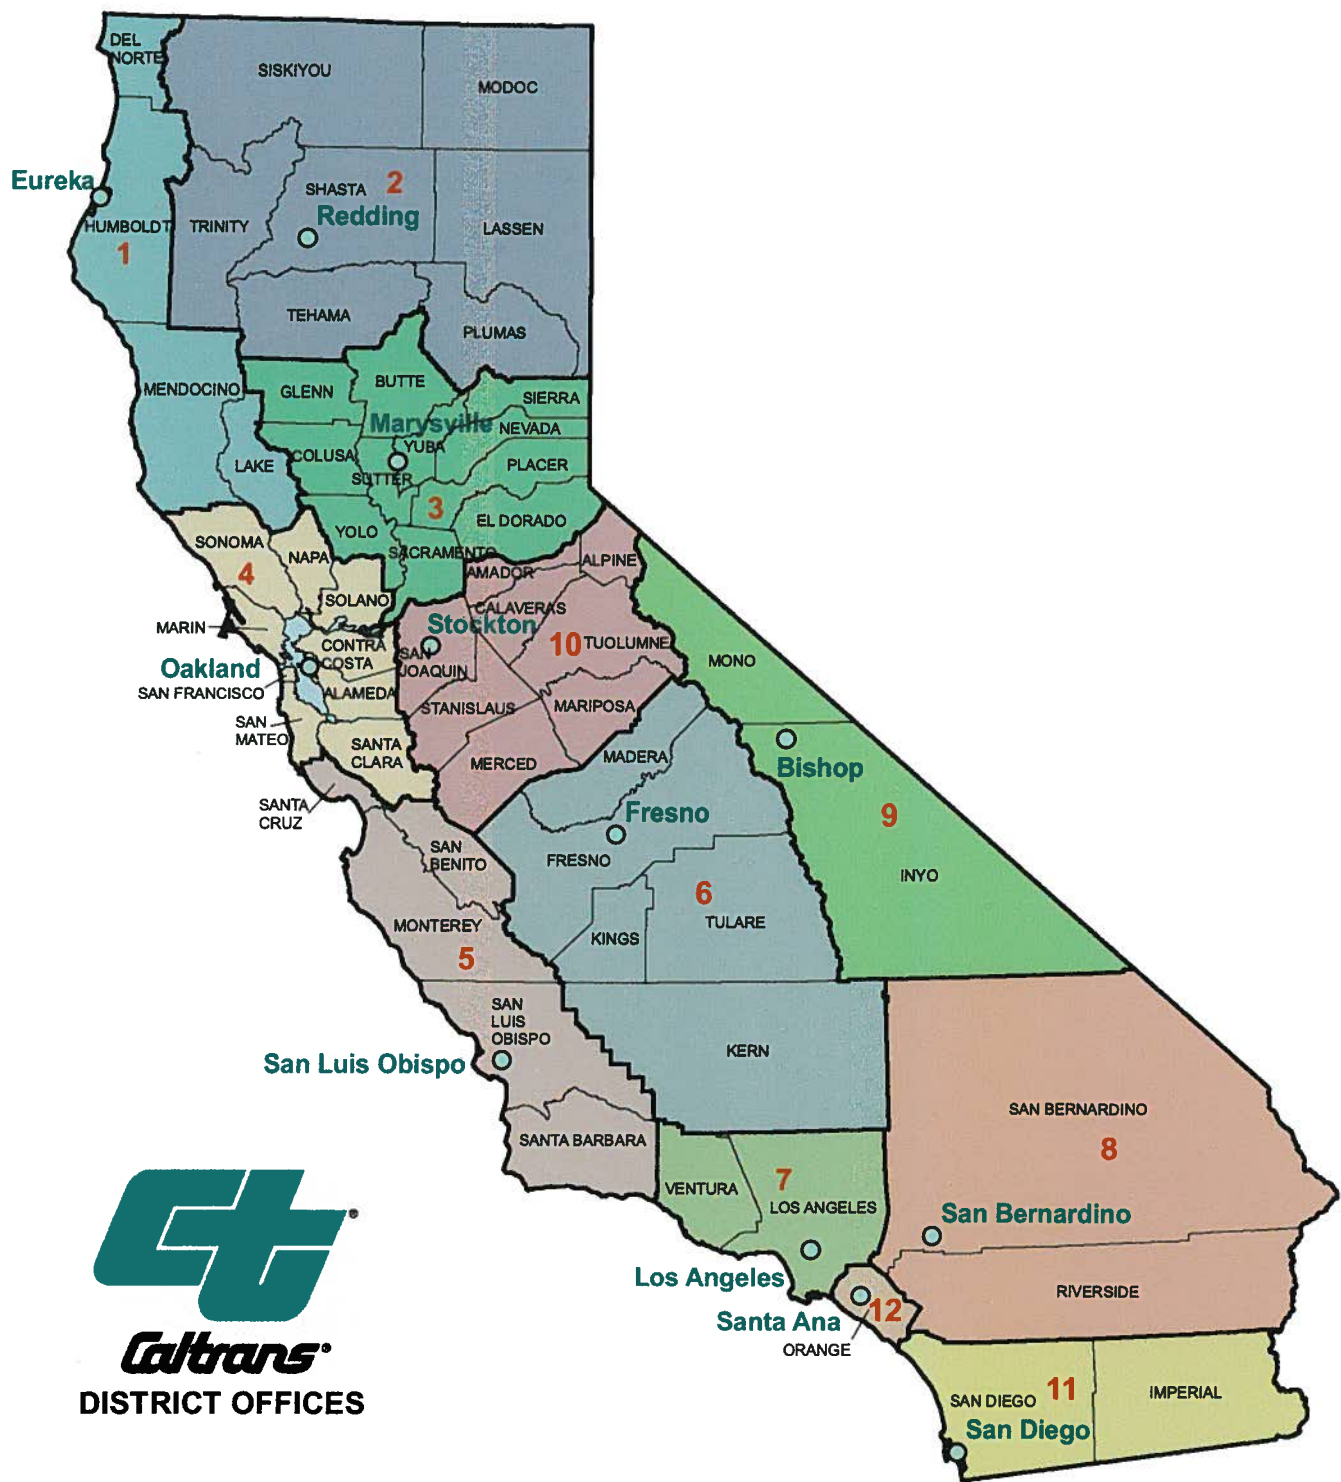 DEL
NORTE
SISKIYOU
MODOC
Eureka
SHASTA
2
Redding
HUMBOLDT
TRINITY
LASSEN
1
TEHAMA
PLUMAS
MENDOCINO
GLENN
BUTTE
SIERRA
Marysville
NEVADA
YUBA
COLUSA
LAKE
PLACER
SUTTER
3
EL DORADO
YOLO
SONOMA
NAPA
SACRAMENTO
ALPINE
4
AMADOR
SOLANO
CALAVERAS
MARIN
Stockton
CONTRA
COSTA
10
TUOLUMNE
SAN
JOAQUIN
MONO
Oakland
SAN FRANCISCO
ALAMEDA
STANISLAUS
MARIPOSA
SAN
MATEO
SANTA
CLARA
MERCED
MADERA
Bishop
SANTA
CRUZ
Fresno
9
SAN
BENITO
FRESNO
INYO
6
MONTEREY
KINGS
TULARE
5
SAN
LUIS
OBISPO
KERN
San Luis Obispo
SAN BERNARDINO
SANTA BARBARA
8
7
VENTURA
LOS ANGELES
San Bernardino
Los Angeles
RIVERSIDE
12
Santa Ana
ORANGE
SAN DIEGO
11
IMPERIAL
San Diego
Ct®
Caltrans®
DISTRICT OFFICES